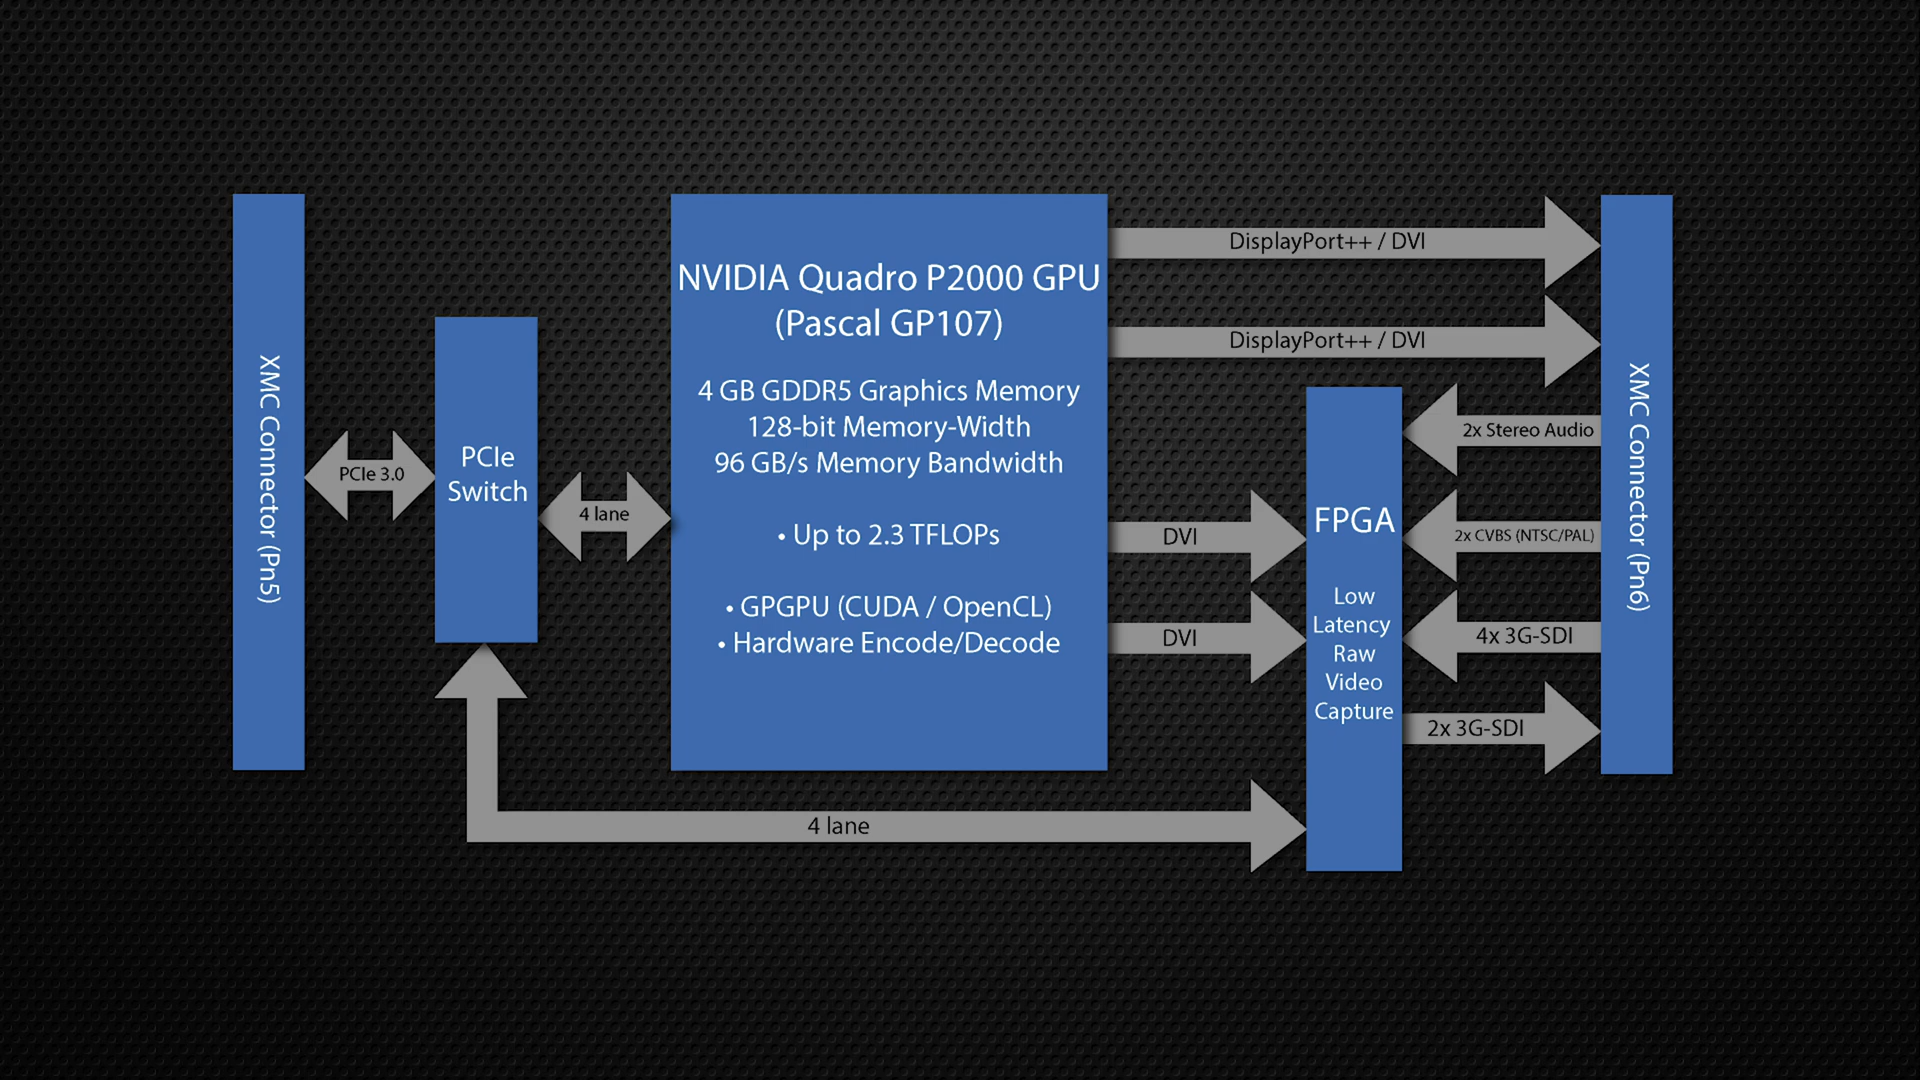 XMC Connector (Pn5)
PCIe 3.0
PCIe
Switch
4 lane
NVIDIA Quadro P2000 GPU
(Pascal GP107)
4 GB GDDR5 Graphics Memory
128-bit Memory-Width
96 GB/s Memory Bandwidth
• Up to 2.3 TFLOPs
• GPGPU (CUDA / OpenCL)
• Hardware Encode/Decode
DisplayPort++ / DVI
DisplayPort++ / DVI
DVI
DVI
4 lane
FPGA
Low
Latency
Raw
Video
Capture
2x Stereo Audio
2x CVBS (NTSC/PAL)
4x 3G-SDI
2x 3G-SDI
XMC Connector (Pn6)